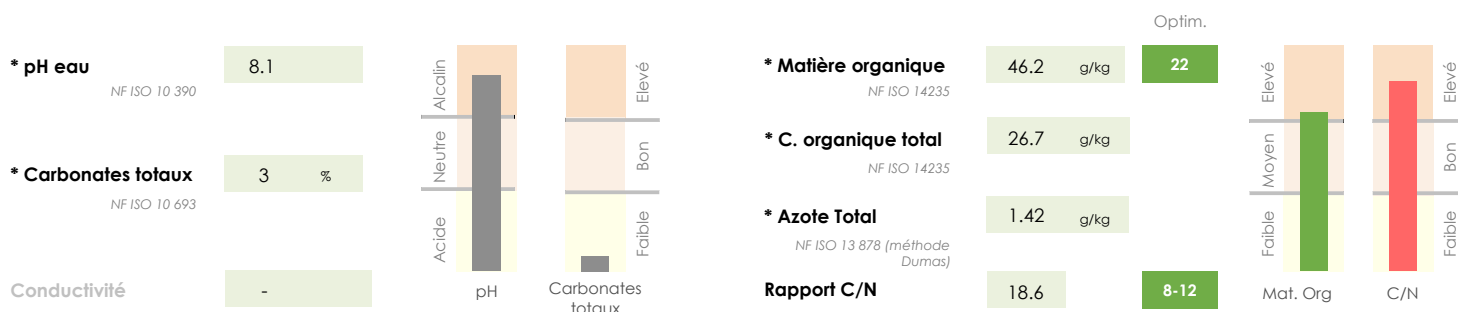 Optim.
* pH eau 8.1
NF ISO 10 390
* Carbonates totaux 3 %
NF ISO 10 693
Conductivité -
Alcalin
Neutre
Acide
pH
Elevé
Bon
Faible
Carbonates
totaux
* Matière organique 46.2 g/kg 22
NF ISO 14235
* C. organique total 26.7 g/kg
NF ISO 14235
* Azote Total 1.42 g/kg
NF ISO 13 878 (méthode
Dumas)
Rapport C/N 18.6 8-12
Elevé
Moyen
Faible
Mat. Org
Elevé
Bon
Faible
C/N